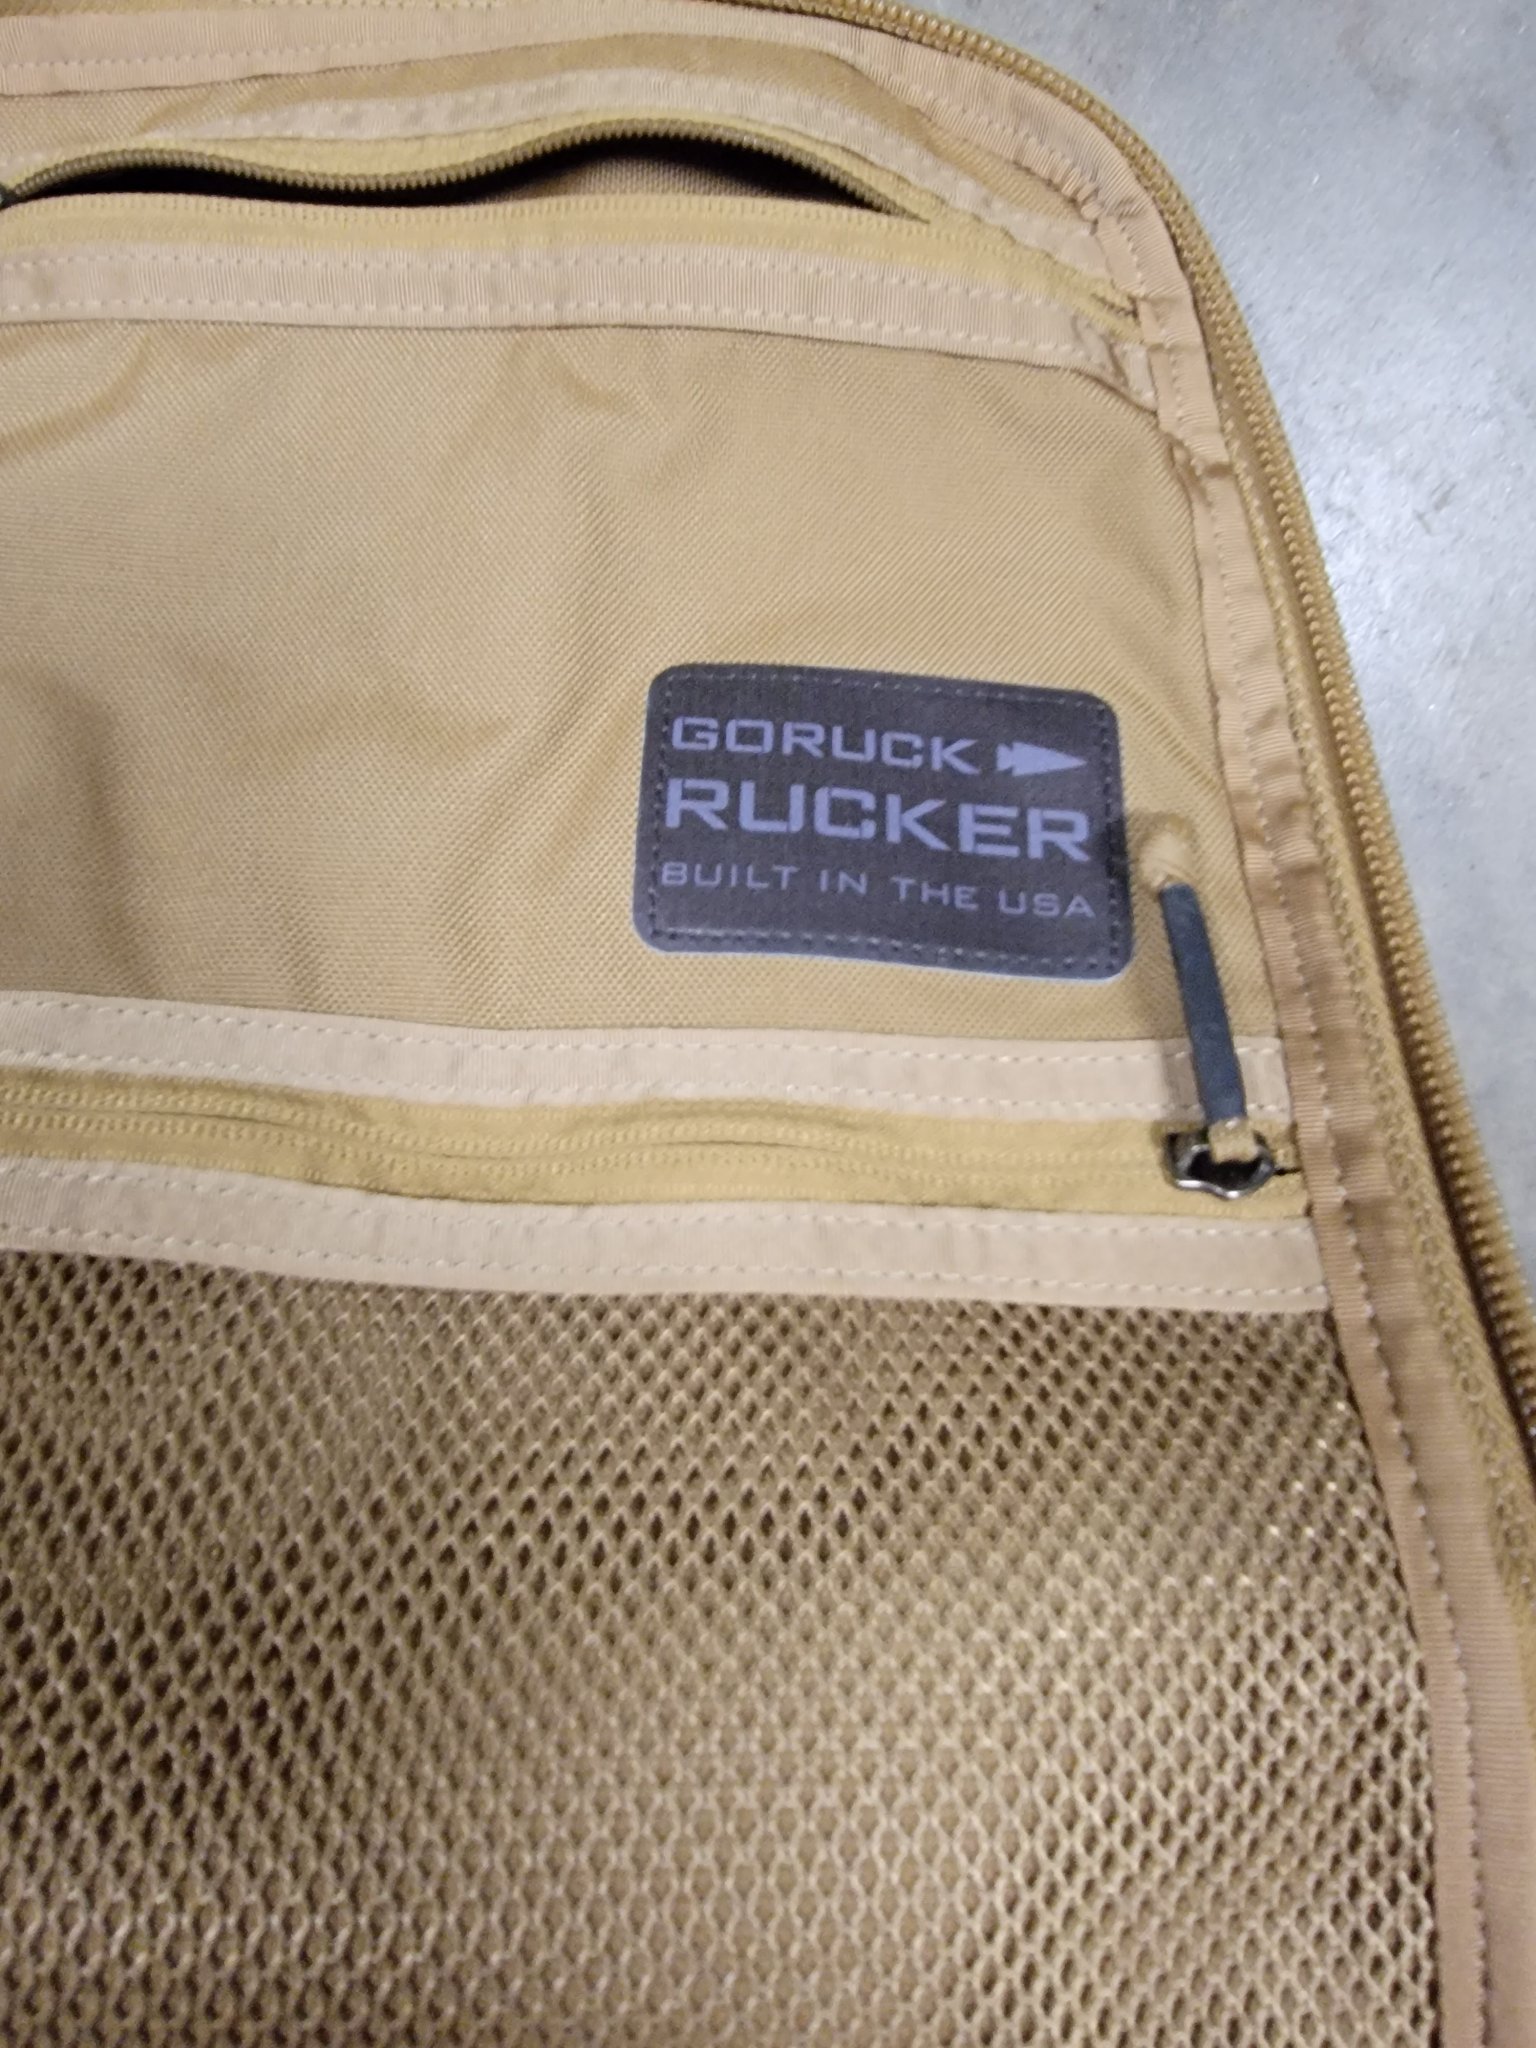 GORUCK
RUCKER
BUILT IN THE USA